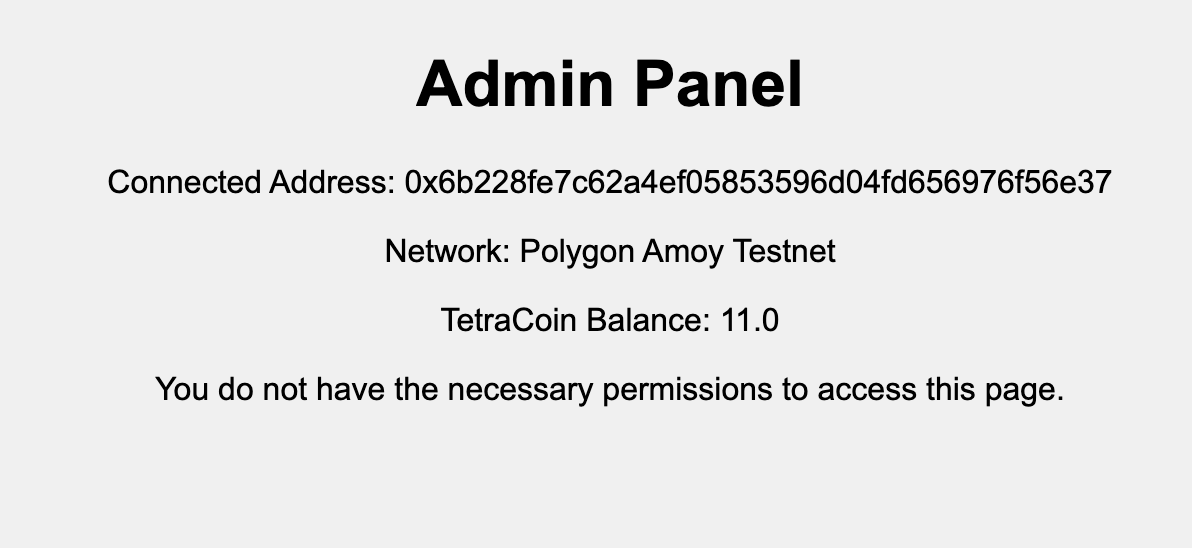 Admin Panel
Connected Address: 0x6b228fe7c62a4ef05853596d04fd656976f56e37
Network: Polygon Amoy Testnet
TetraCoin Balance: 11.0
You do not have the necessary permissions to access this page.